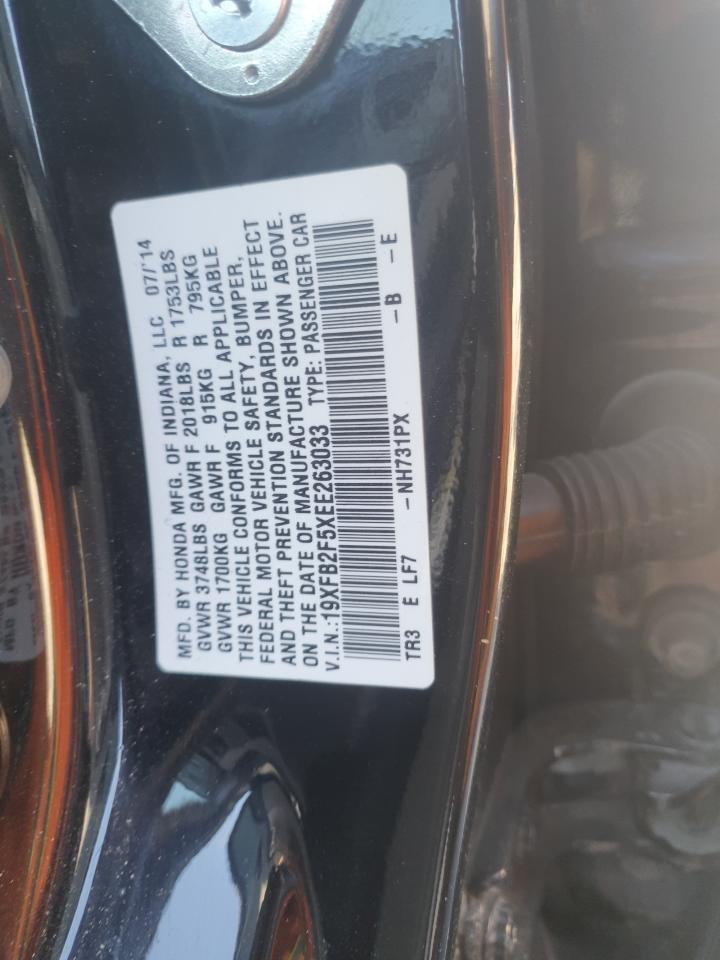 MFD. BY HONDA MFG. OF INDIANA, LLC 07/'14
GVWR 3748LBS GAWR F 2018LBS R 1753LBS
GVWR 1700KG GAWR F 915KG R 795KG
THIS VEHICLE CONFORMS TO ALL APPLICABLE
FEDERAL MOTOR VEHICLE SAFETY, BUMPER,
AND THEFT PREVENTION STANDARDS IN EFFECT
ON THE DATE OF MANUFACTURE SHOWN ABOVE.
V.I.N.:19XFB2F5XEE263033 TYPE: PASSENGER CAR
TR3 E LF7 -NH731PX -B -E